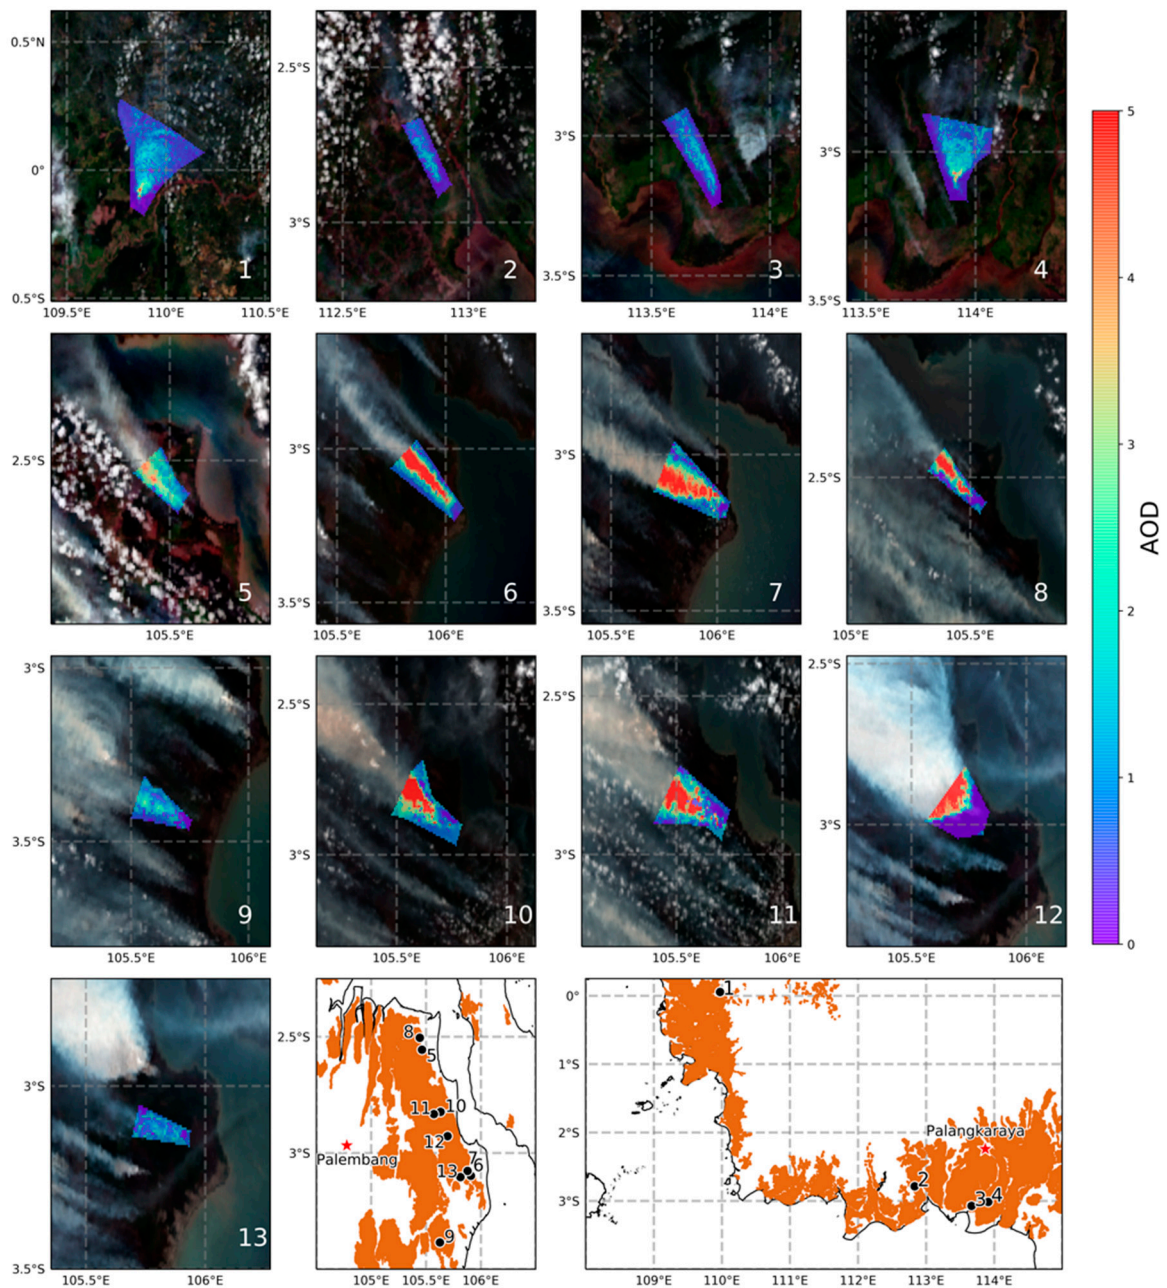 0.5°N
0°
0.5°S
109.5°E
110°E
110.5°E
1
2.5°S
3°S
112.5°E
113°E
2
3°S
3.5°S
113.5°E
114°E
3
3°S
3.5°S
113.5°E
114°E
4
2.5°S
105.5°E
5
3°S
3.5°S
105.5°E
106°E
6
3°S
3.5°S
105.5°E
106°E
7
2.5°S
105°E
105.5°E
8
3°S
3.5°S
105.5°E
106°E
9
2.5°S
3°S
105.5°E
106°E
10
2.5°S
3°S
105.5°E
106°E
11
2.5°S
3°S
105.5°E
106°E
12
5
4
3
2
1
0
AOD
3°S
3.5°S
105.5°E
106°E
13
2.5°S
3°S
105°E
105.5°E
106°E
8
5
11
10
12
7
13
6
9
Palembang
0°
1°S
2°S
3°S
109°E
110°E
111°E
112°E
113°E
114°E
1
Palangkaraya
2
3
4